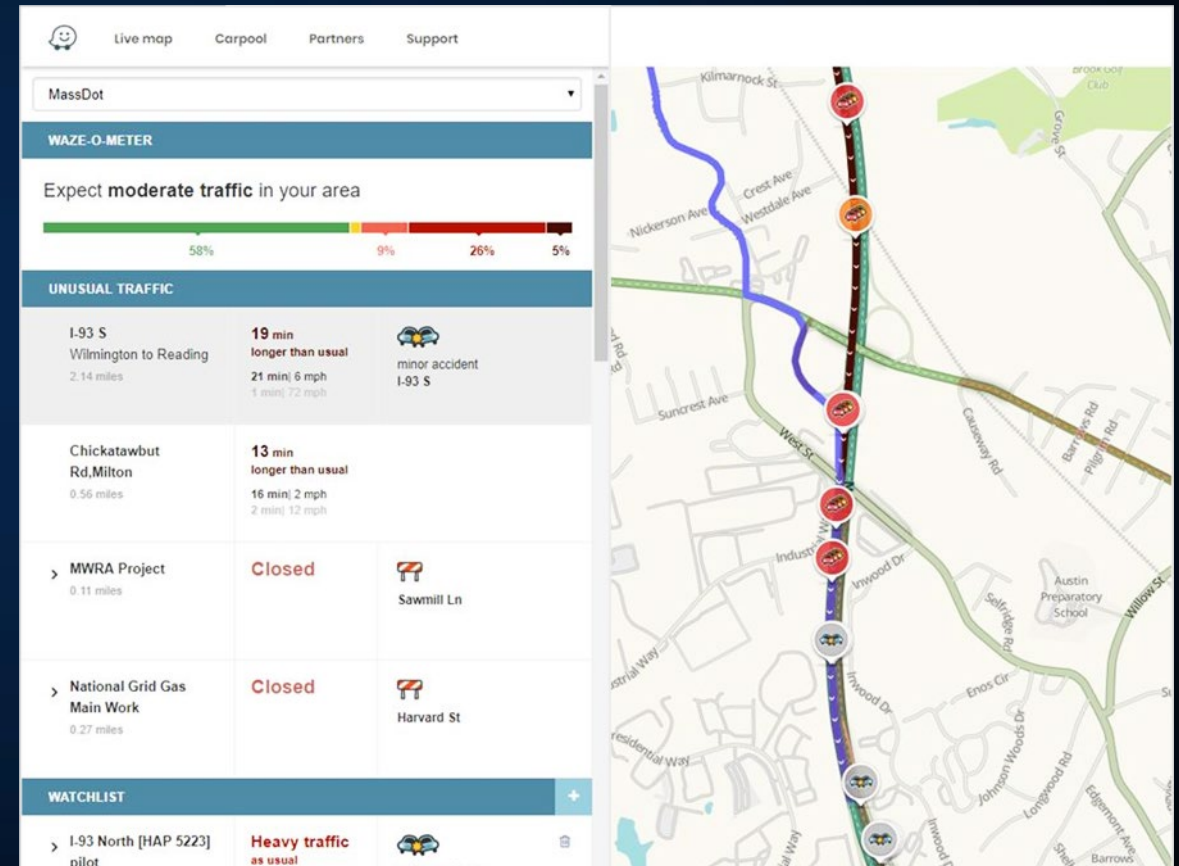 Live map Carpool Partners Support
MassDot
WAZE-O-METER
Expect moderate traffic in your area
58% 9% 26% 5%
UNUSUAL TRAFFIC
I-93 S
Wilmington to Reading
2.14 miles
19 min
longer than usual
21 min| 6 mph
1 min| 72 mph
minor accident
I-93 S
Chickatawbut
Rd,Milton
0.56 miles
13 min
longer than usual
16 min| 2 mph
2 min| 12 mph
MWRA Project
0.11 miles
Closed
Sawmill Ln
National Grid Gas
Main Work
0.27 miles
Closed
Harvard St
WATCHLIST
+
I-93 North [HAP 5223]
pilot
Heavy traffic
as usual
Kilmarnock St
Brook Golf
Club
Grove St
Crest Ave
Westdale Ave
Nickerson Ave
Suncrest Ave
West St
Causeway Rd
Barrows Rd
Pilgrim Rd
Inwood Dr
Austin
Preparatory
School
Willow St
Selfridge Rd
Enos Cir
Inwood Dr
Johnson Woods Dr
Longwood Rd
Edgemont Ave
Inwood
Barrows